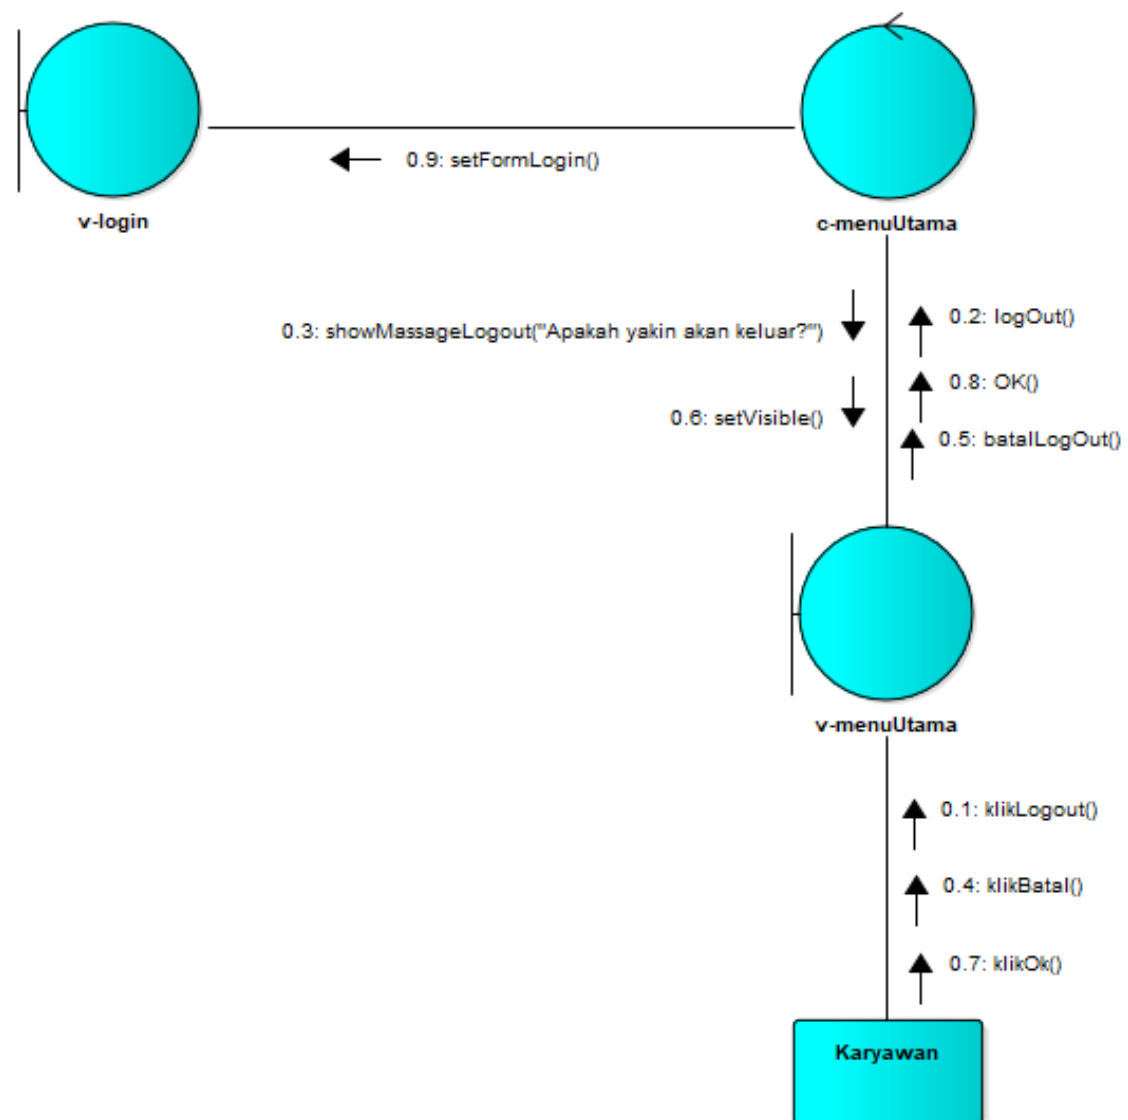 0.9: setFormLogin()
v-login
c-menuUtama
0.3: showMassageLogout("Apakah yakin akan keluar?")
0.2: logOut()
0.8: OK()
0.6: setVisible()
0.5: batalLogOut()
v-menuUtama
0.1: klikLogout()
0.4: klikBatal()
0.7: klikOk()
Karyawan